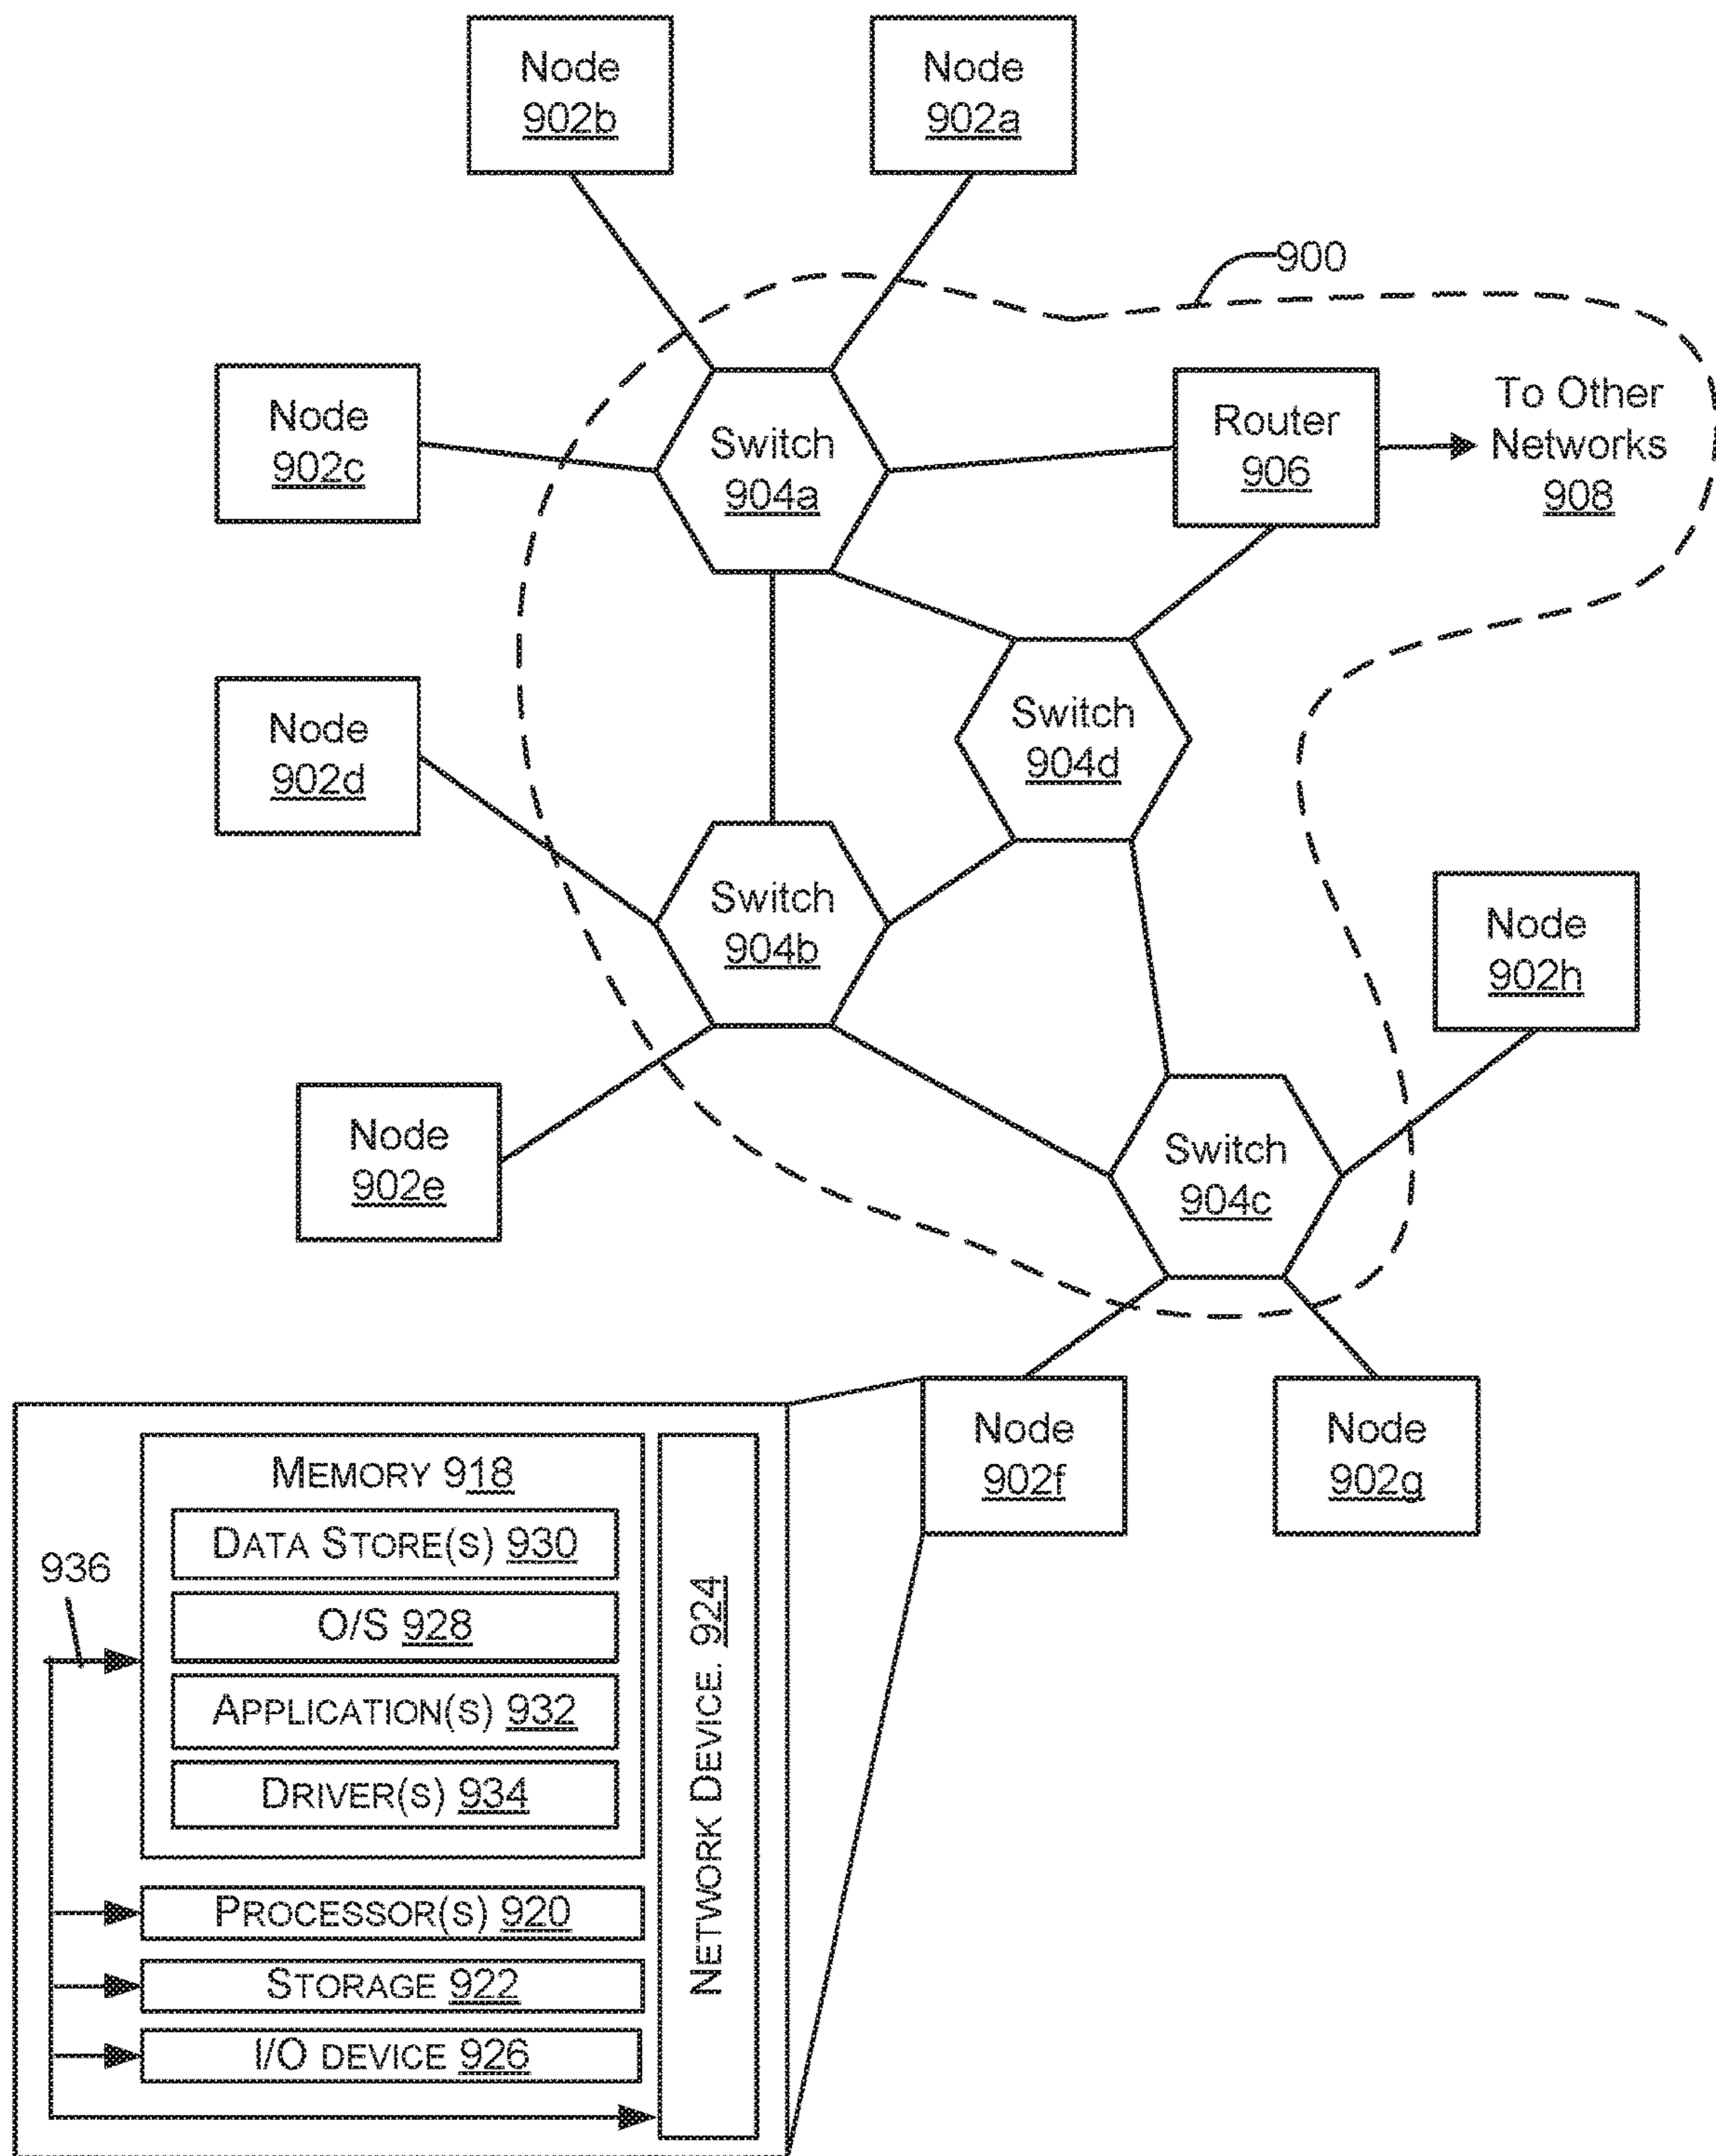 Node
902b
Node
902a
900
Node
902c
Switch
904a
Router
906
To Other
Networks
908
Node
902d
Switch
904d
Switch
904b
Node
902h
Node
902e
Switch
904c
Node
902f
Node
902g
MEMORY 918
DATA STORE(S) 930
936
O/S 928
APPLICATION(S) 932
DRIVER(S) 934
PROCESSOR(S) 920
STORAGE 922
I/O DEVICE 926
NETWORK DEVICE. 924